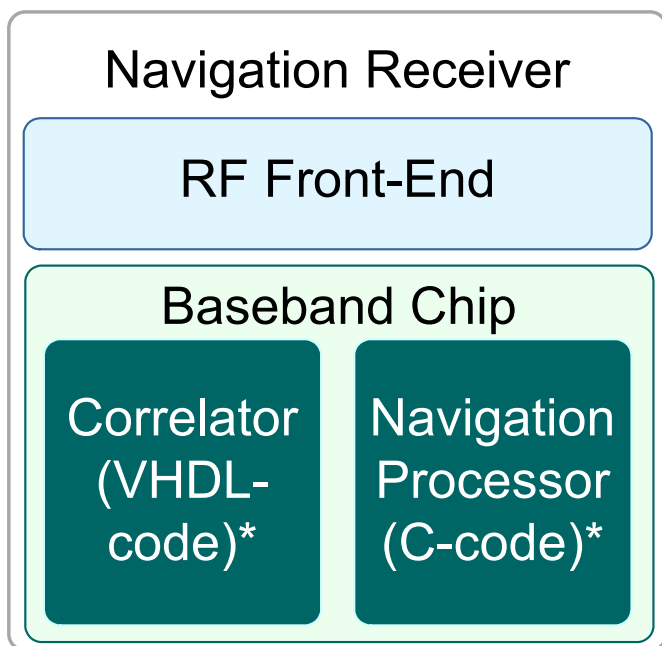 Navigation Receiver
RF Front-End
Baseband Chip
Correlator
(VHDL-
code)*
Navigation
Processor
(C-code)*